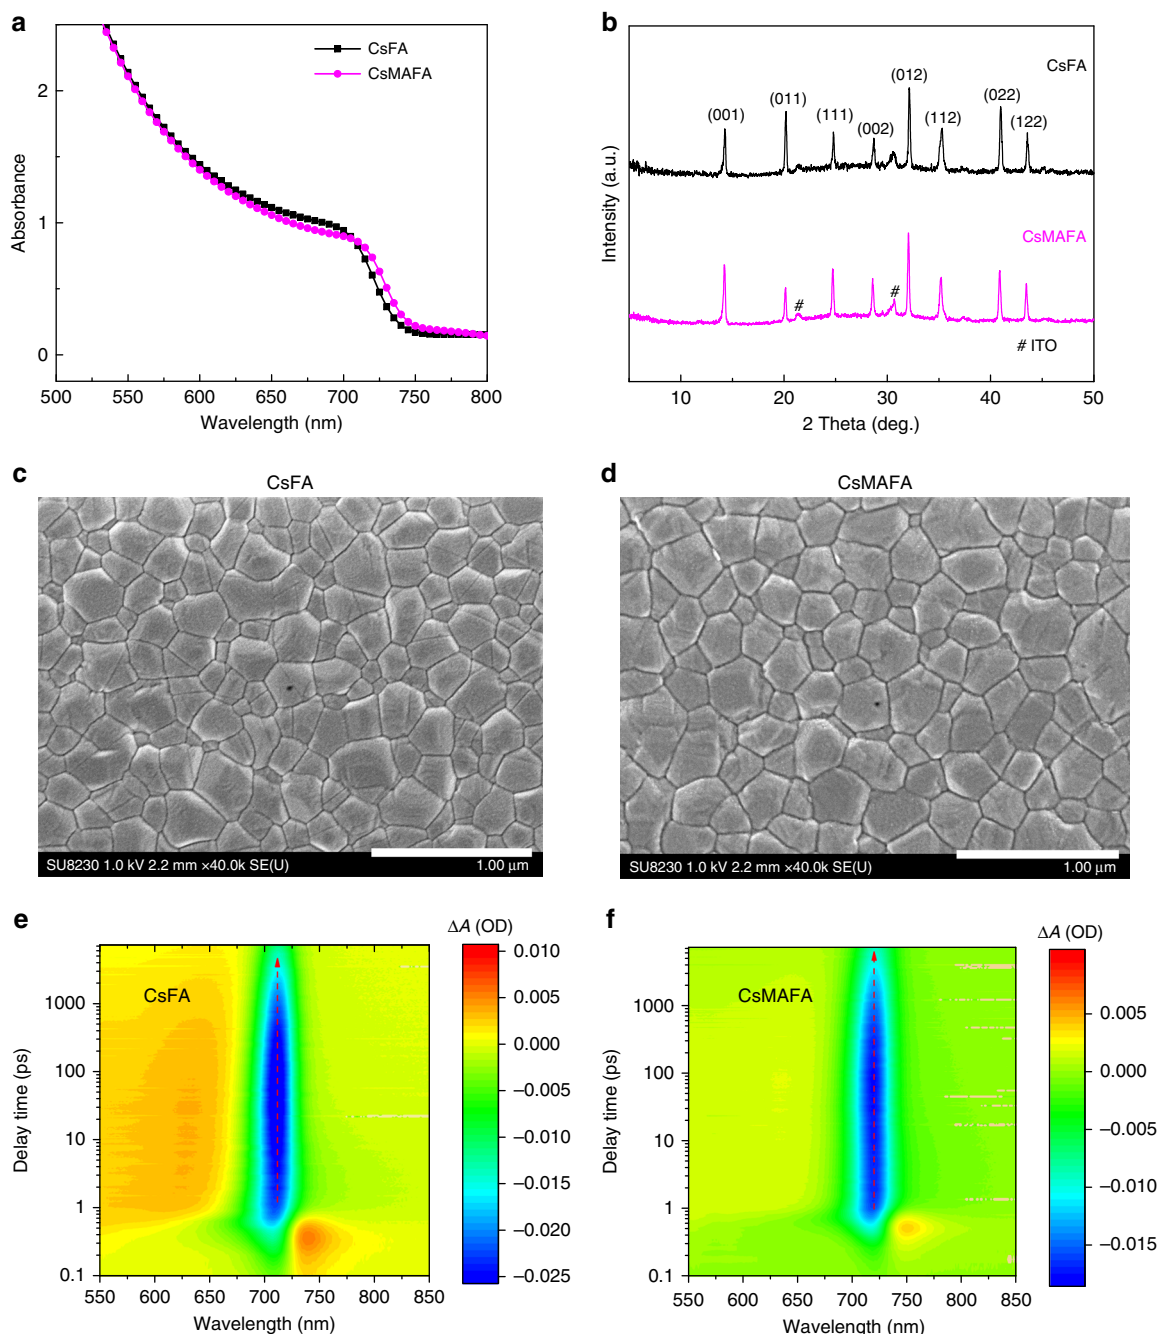 a
CsFA
CsMAFA
2
1
0
Absorbance
500 550 600 650 700 750 800
Wavelength (nm)
b
CsFA
(001) (011) (111) (002) (012) (112) (022) (122)
CsMAFA
# #
# ITO
Intensity (a.u.)
10 20 30 40 50
2 Theta (deg.)
c
CsFA
SU8230 1.0 kV 2.2 mm ×40.0k SE(U) 1.00 μm
d
CsMAFA
SU8230 1.0 kV 2.2 mm ×40.0k SE(U) 1.00 μm
e
ΔA (OD)
CsFA
1000
100
10
1
0.1
Delay time (ps)
550 600 650 700 750 800 850
Wavelength (nm)
0.010
0.005
0.000
−0.005
−0.010
−0.015
−0.020
−0.025
f
ΔA (OD)
CsMAFA
1000
100
10
1
0.1
Delay time (ps)
550 600 650 700 750 800 850
Wavelength (nm)
0.005
0.000
−0.005
−0.010
−0.015